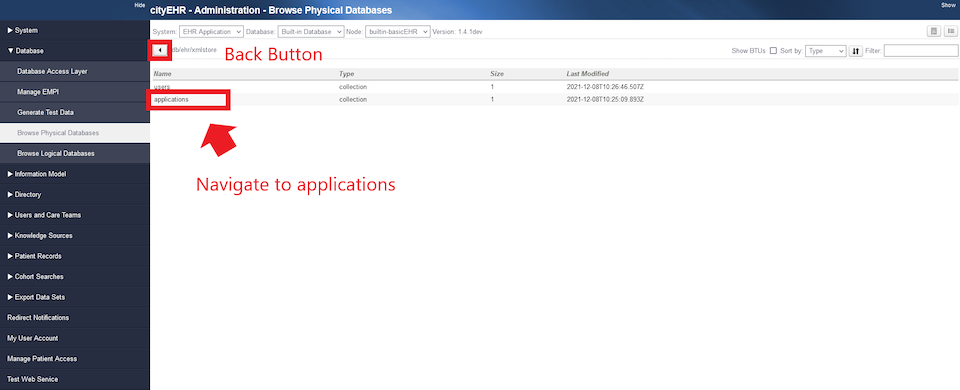 Hide
cityEHR - Administration - Browse Physical Databases
Show
System: EHR Application Database: Built-in Database Node: builtin-basicEHR Version: 1.4.1dev
/db/ehr/xmlstore
Back Button
Show BTUs Sort by: Type Filter:
Name Type Size Last Modified
users collection 1 2021-12-08T10:26:46.507Z
applications collection 1 2021-12-08T10:25:09.893Z
Navigate to applications
System
Database
Database Access Layer
Manage EMPI
Generate Test Data
Browse Physical Databases
Browse Logical Databases
Information Model
Directory
Users and Care Teams
Knowledge Sources
Patient Records
Cohort Searches
Export Data Sets
Redirect Notifications
My User Account
Manage Patient Access
Test Web Service